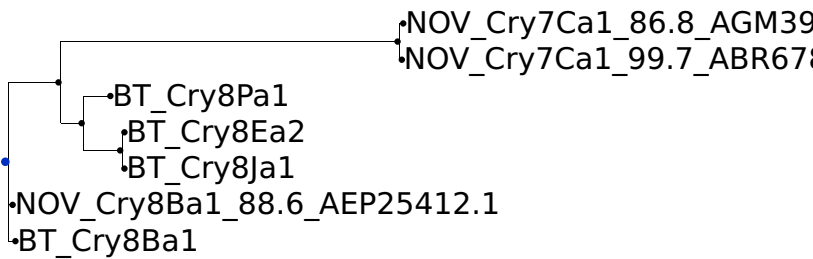 NOV_Cry7Ca1_86.8_AGM39
NOV_Cry7Ca1_99.7_ABR678
BT_Cry8Pa1
BT_Cry8Ea2
BT_Cry8Ja1
NOV_Cry8Ba1_88.6_AEP25412.1
BT_Cry8Ba1